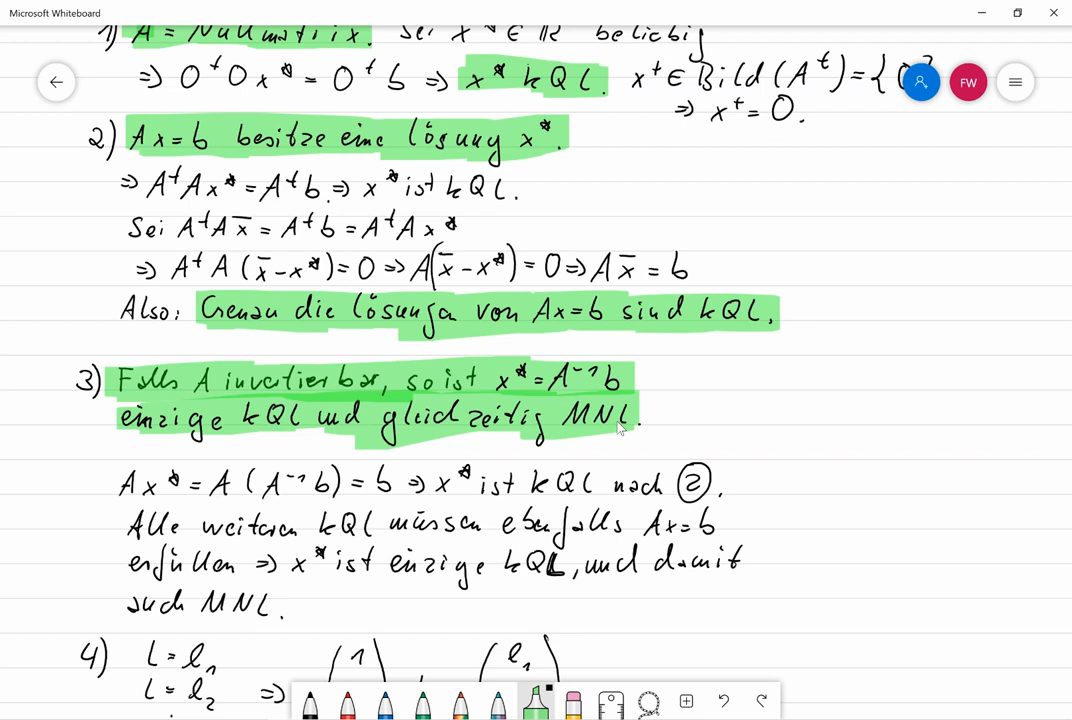 Microsoft Whiteboard
1) A = Nullmatrix. Sei x* ∈ ℝ beliebig
⇒ 0ᵗ0x* = 0ᵗb ⇒ x* kQL. x⁺ ∈ Bild(Aᵗ) = {0}
⇒ x⁺ = 0.
FW
2) Ax = b besitze eine Lösung x*.
⇒ AᵗAx* = Aᵗb. ⇒ x* ist kQL.
Sei AᵗAx̄ = Aᵗb = AᵗAx*
⇒ AᵗA(x̄ - x*) = 0 ⇒ A(x̄ - x*) = 0 ⇒ Ax̄ = b
Also: Genau die Lösungen von Ax = b sind kQL.
3) Falls A invertierbar, so ist x* = A⁻¹b
einzige kQL und gleichzeitig MNL.
Ax* = A(A⁻¹b) = b ⇒ x* ist kQL nach ②.
Alle weiteren kQL müssen ebenfalls Ax = b
erfüllen ⇒ x* ist einzige kQL, und damit
auch MNL.
4) L = l₁ (1) (l₁
L = l₂ ⇒